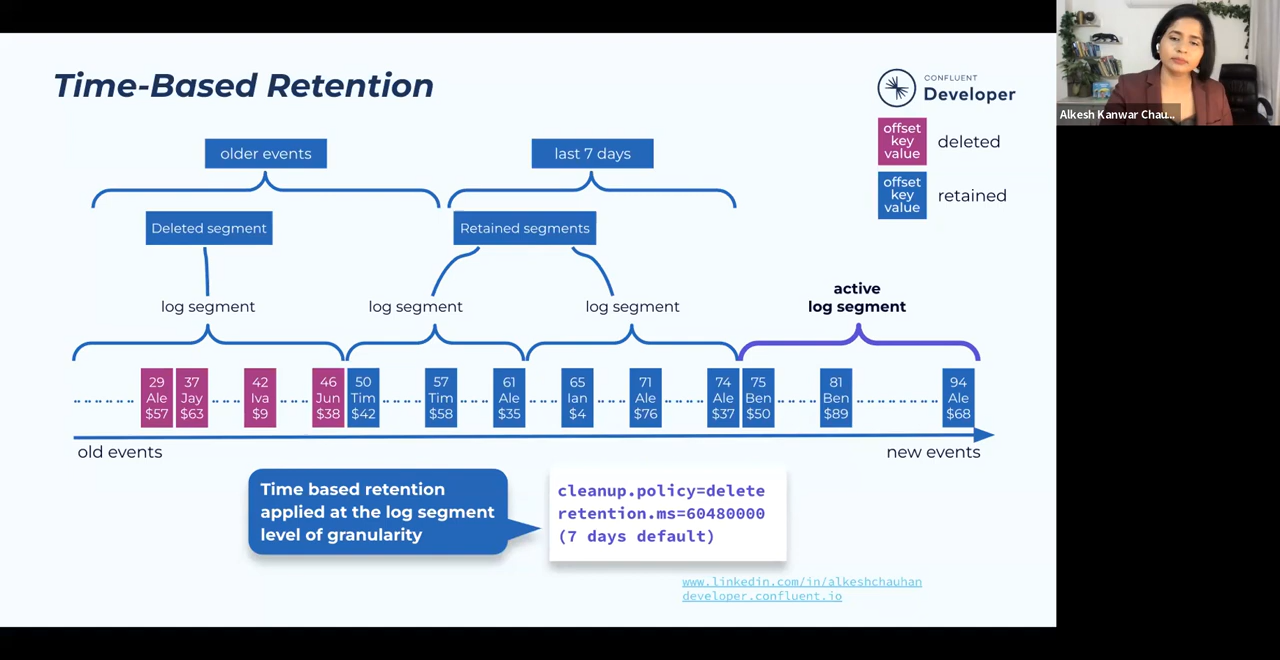 Time-Based Retention
CONFLUENT
Developer
offset
key
value
deleted
offset
key
value
retained
older events
last 7 days
Deleted segment
Retained segments
log segment
log segment
log segment
active
log segment
29
Ale
$57
37
Jay
$63
42
Iva
$9
46
Jun
$38
50
Tim
$42
57
Tim
$58
61
Ale
$35
65
Ian
$4
71
Ale
$76
74
Ale
$37
75
Ben
$50
81
Ben
$89
94
Ale
$68
old events
new events
Time based retention
applied at the log segment
level of granularity
cleanup.policy=delete
retention.ms=60480000
(7 days default)
www.linkedin.com/in/alkeshchauhan
developer.confluent.io
Alkesh Kanwar Chau...